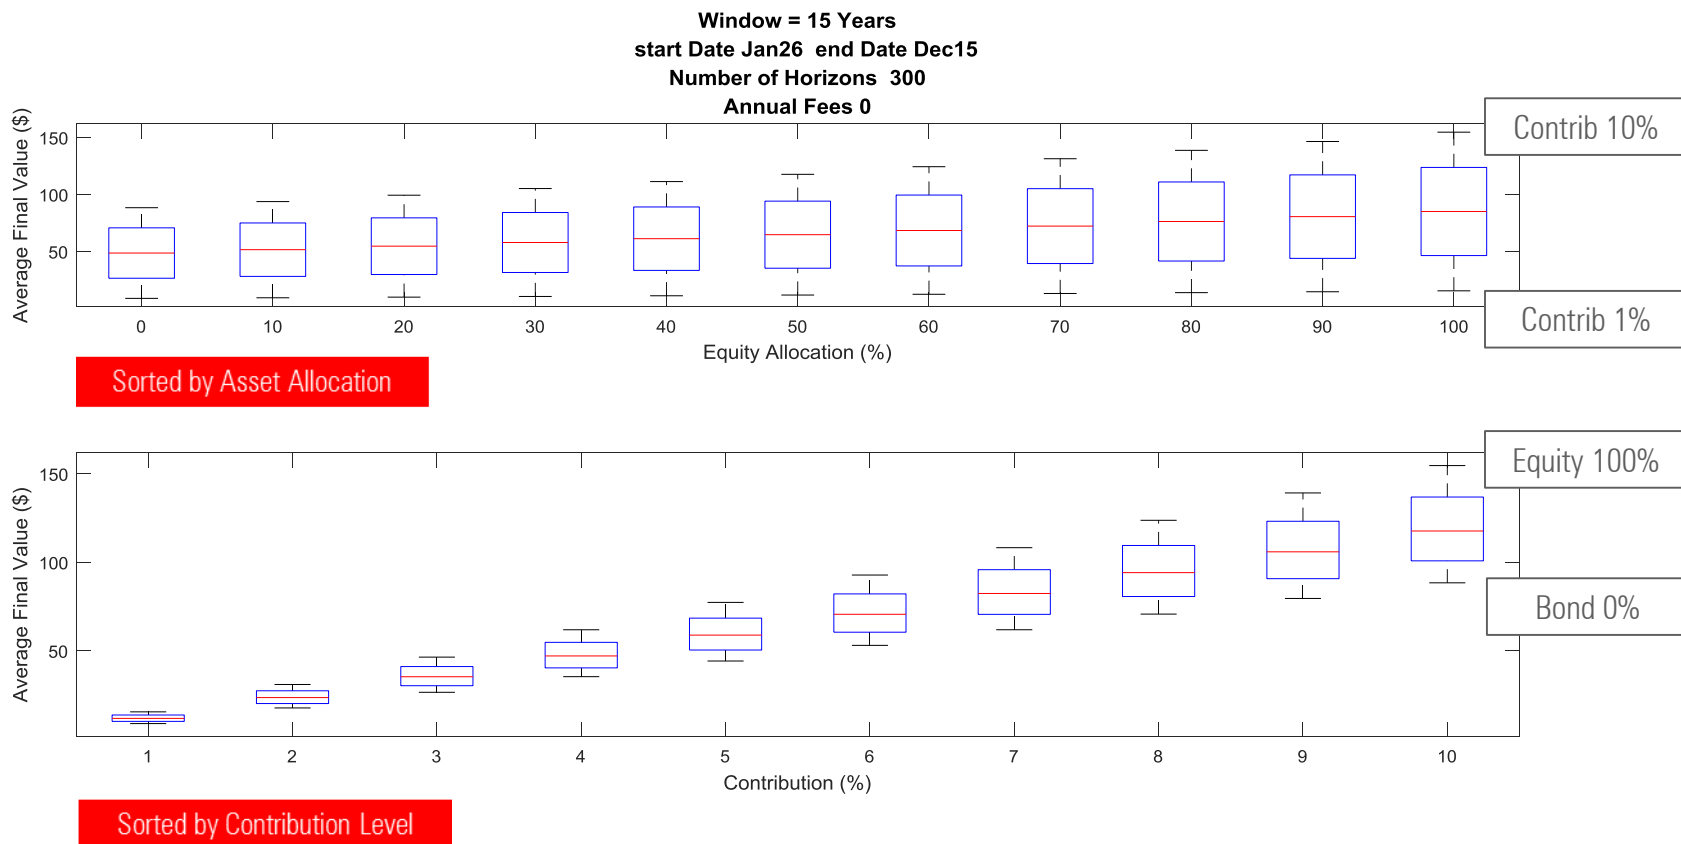 Window = 15 Years
start Date Jan26  end Date Dec15
Number of Horizons  300
Annual Fees 0
Average Final Value ($)
150
100
50
0 10 20 30 40 50 60 70 80 90 100
Equity Allocation (%)
Contrib 10%
Contrib 1%
Sorted by Asset Allocation
Average Final Value ($)
150
100
50
1 2 3 4 5 6 7 8 9 10
Contribution (%)
Equity 100%
Bond 0%
Sorted by Contribution Level